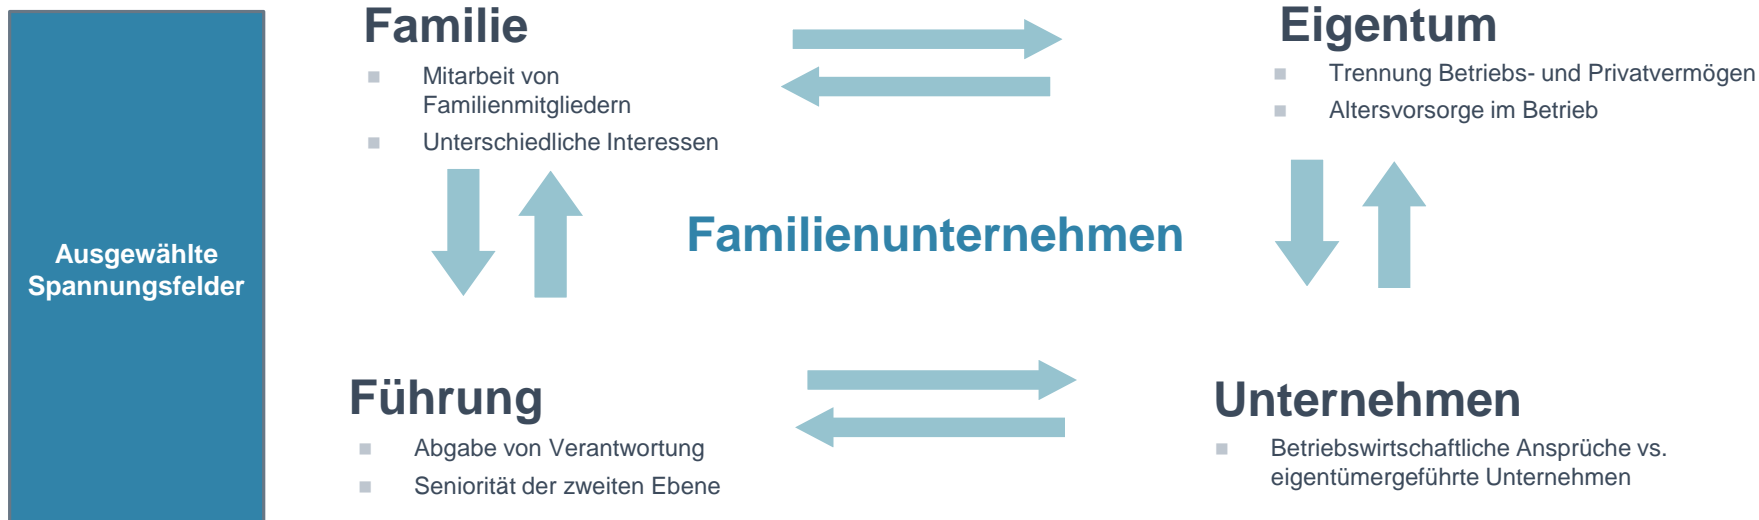 Ausgewählte
Spannungsfelder
Familie
Mitarbeit von
Familienmitgliedern
Unterschiedliche Interessen
Eigentum
Trennung Betriebs- und Privatvermögen
Altersvorsorge im Betrieb
Familienunternehmen
Führung
Abgabe von Verantwortung
Seniorität der zweiten Ebene
Unternehmen
Betriebswirtschaftliche Ansprüche vs.
eigentümergeführte Unternehmen